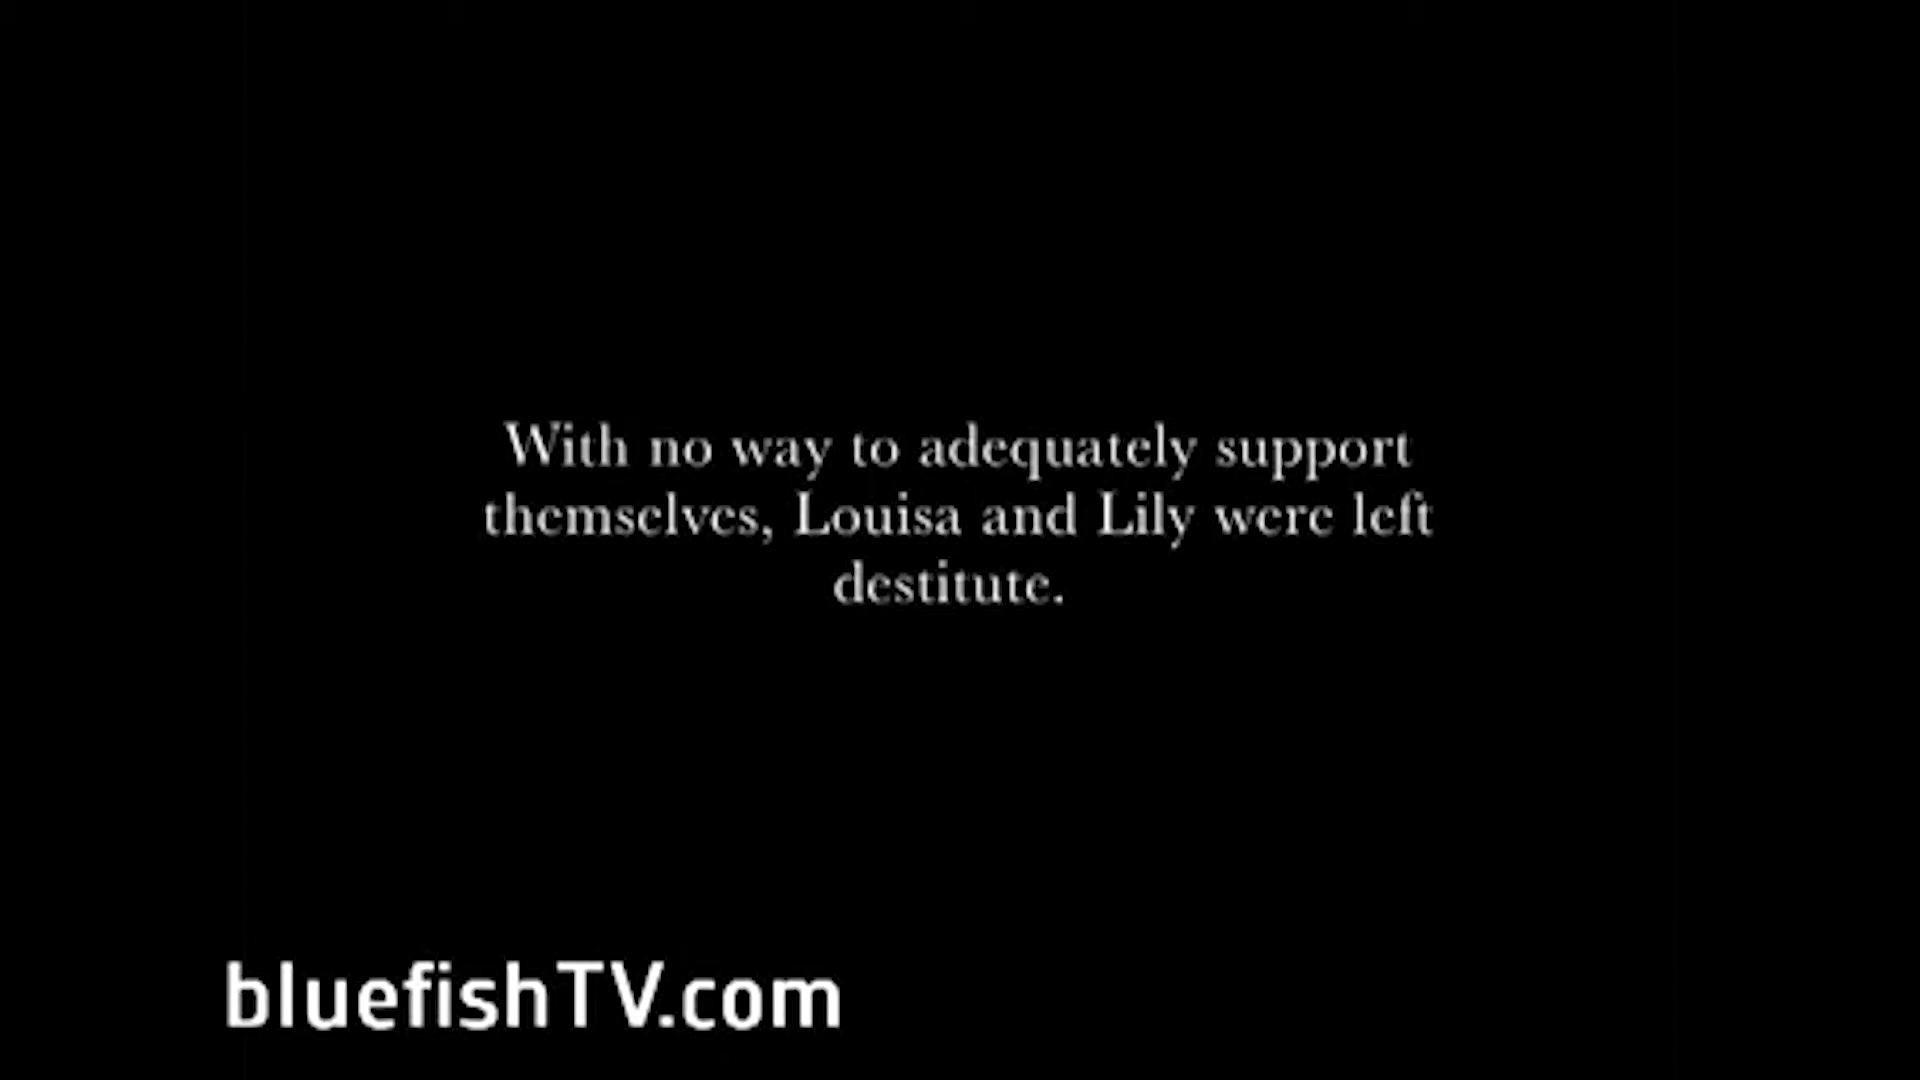 With no way to adequately support
themselves, Louisa and Lily were left
destitute.
bluefishTV.com